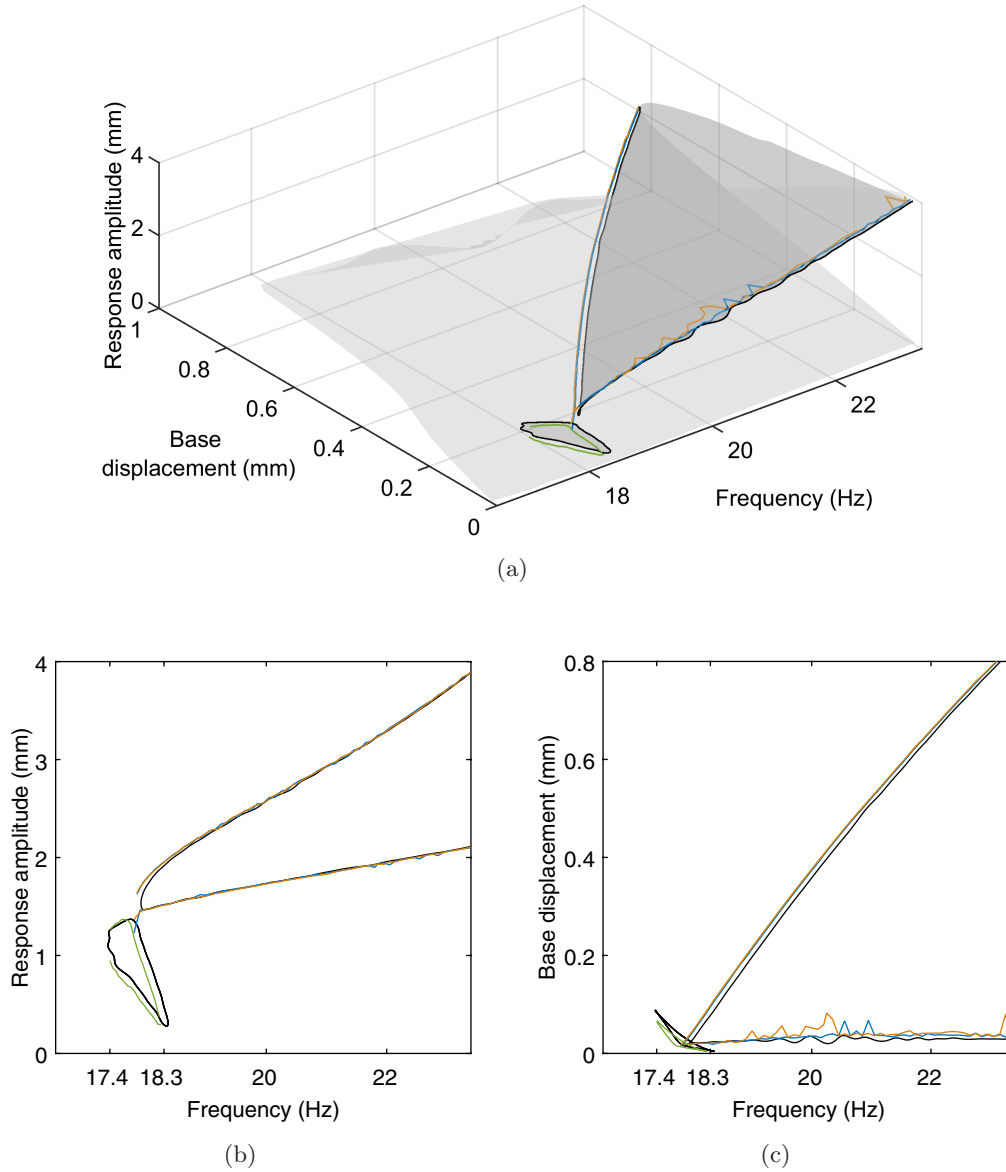 Response amplitude (mm)
4
2
0
1
0.8
0.6
0.4
0.2
0
Base
displacement (mm)
18
20
22
Frequency (Hz)
(a)
Response amplitude (mm)
4
3
2
1
0
17.4 18.3 20 22
Frequency (Hz)
(b)
Base displacement (mm)
0.8
0.6
0.4
0.2
0
17.4 18.3 20 22
Frequency (Hz)
(c)